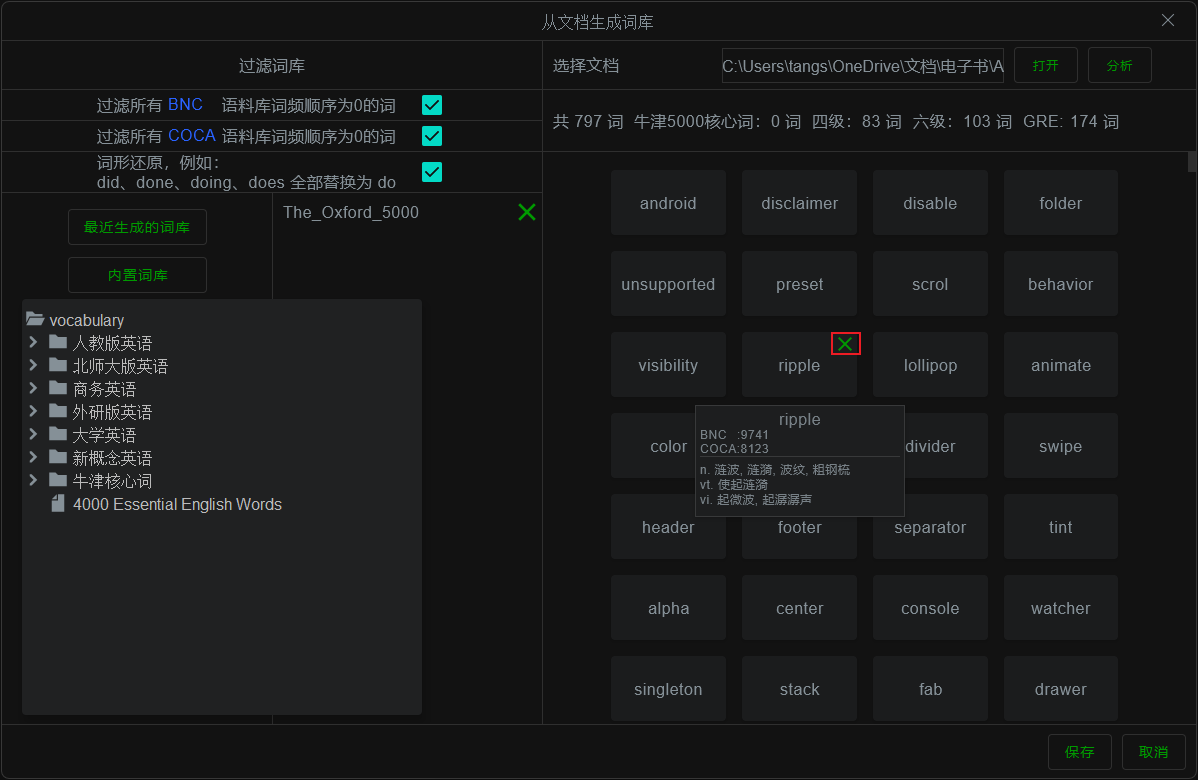 从文档生成词库
过滤词库
过滤所有 BNC 语料库词频顺序为0的词
过滤所有 COCA 语料库词频顺序为0的词
词形还原，例如：
did、done、doing、does 全部替换为 do
最近生成的词库
内置词库
The_Oxford_5000
vocabulary
人教版英语
北师大版英语
商务英语
外研版英语
大学英语
新概念英语
牛津核心词
4000 Essential English Words
选择文档 C:\Users\tangs\OneDrive\文档\电子书\A 打开 分析
共 797 词 牛津5000核心词：0 词 四级：83 词 六级：103 词 GRE: 174 词
android disclaimer disable folder
unsupported preset scrol behavior
visibility ripple lollipop animate
color divider swipe
ripple
BNC :9741
COCA:8123
n. 涟波, 涟漪, 波纹, 粗钢梳
vt. 使起涟漪
vi. 起微波, 起潺潺声
header footer separator tint
alpha center console watcher
singleton stack fab drawer
保存 取消